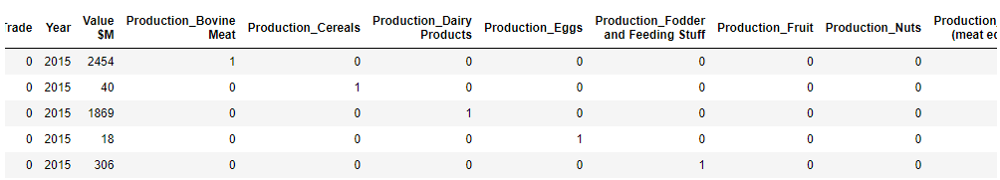 Trade Year Value $M Production_Bovine Meat Production_Cereals Production_Dairy Products Production_Eggs Production_Fodder and Feeding Stuff Production_Fruit Production_Nuts Production_ (meat
0 2015 2454 1 0 0 0 0 0 0
0 2015 40 0 1 0 0 0 0 0
0 2015 1869 0 0 1 0 0 0 0
0 2015 18 0 0 0 1 0 0 0
0 2015 306 0 0 0 0 1 0 0